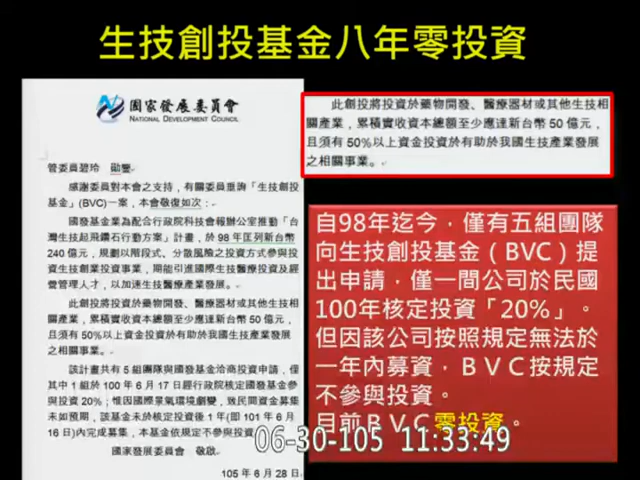 生技創投基金八年零投資
國家發展委員會
NATIONAL DEVELOPMENT COUNCIL
管委員碧玲 勛鑒
感謝委員對本會之支持，有關委員垂詢「生技創投
基金」(BVC)一案，本會敬復如次：
國發基金業為配合行政院科技會報辦公室推動「台
灣生技起飛鑽石行動方案」計畫，於98年匡列新台幣
240億元，規劃以階段式、分散風險之投資方式參與投
資生技創業投資事業，期能引進國際生技醫療投資及經
營管理人才，以加速生技醫療產業發展。
此創投將投資於藥物開發、醫療器材或其他生技相
關產業，累積實收資本總額至少應達新台幣50億元，
且須有50%以上資金投資於有助於我國生技產業發展
之相關事業。
該計畫共有5組團隊與國發基金洽商投資申請，僅
其中1組於100年6月17日經行政院核定國發基金參
與投資20%；惟因國際景氣環境劇變，致民間資金募集
未如預期，該基金未於核定投資後1年(即101年6月
16日)內完成募集，本基金依規定不參與投資
國家發展委員會 敬啟
105年6月28日
此創投將投資於藥物開發、醫療器材或其他生技相
關產業，累積實收資本總額至少應達新台幣50億元，
且須有50%以上資金投資於有助於我國生技產業發展
之相關事業。
自98年迄今，僅有五組團隊
向生技創投基金（BVC）提
出申請，僅一間公司於民國
100年核定投資「20%」。
但因該公司按照規定無法於
一年內募資，ＢＶＣ按規定
不參與投資。
目前ＢＶＣ零投資。
06-30-105 11:33:49